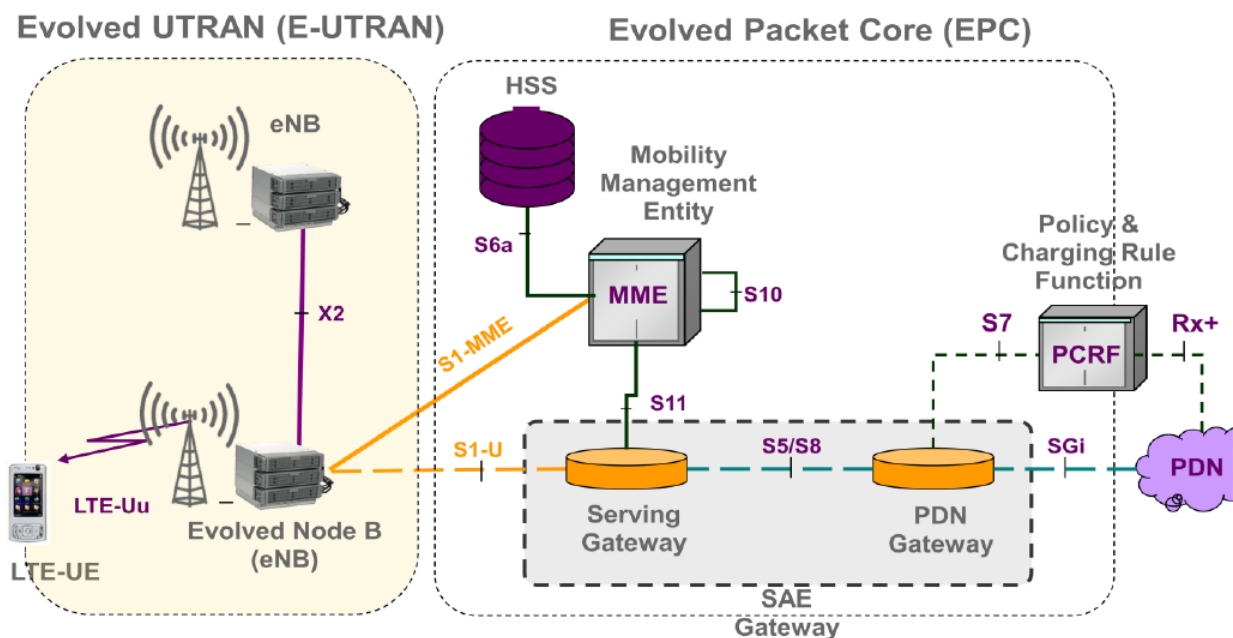 Evolved UTRAN (E-UTRAN)
Evolved Packet Core (EPC)
HSS
eNB
Mobility
Management
Entity
S6a
Policy &
Charging Rule
Function
MME
S10
X2
S1-MME
S7
Rx+
PCRF
S11
S1-U
S5/S8
SGi
PDN
LTE-Uu
Evolved Node B
(eNB)
Serving
Gateway
PDN
Gateway
LTE-UE
SAE
Gateway